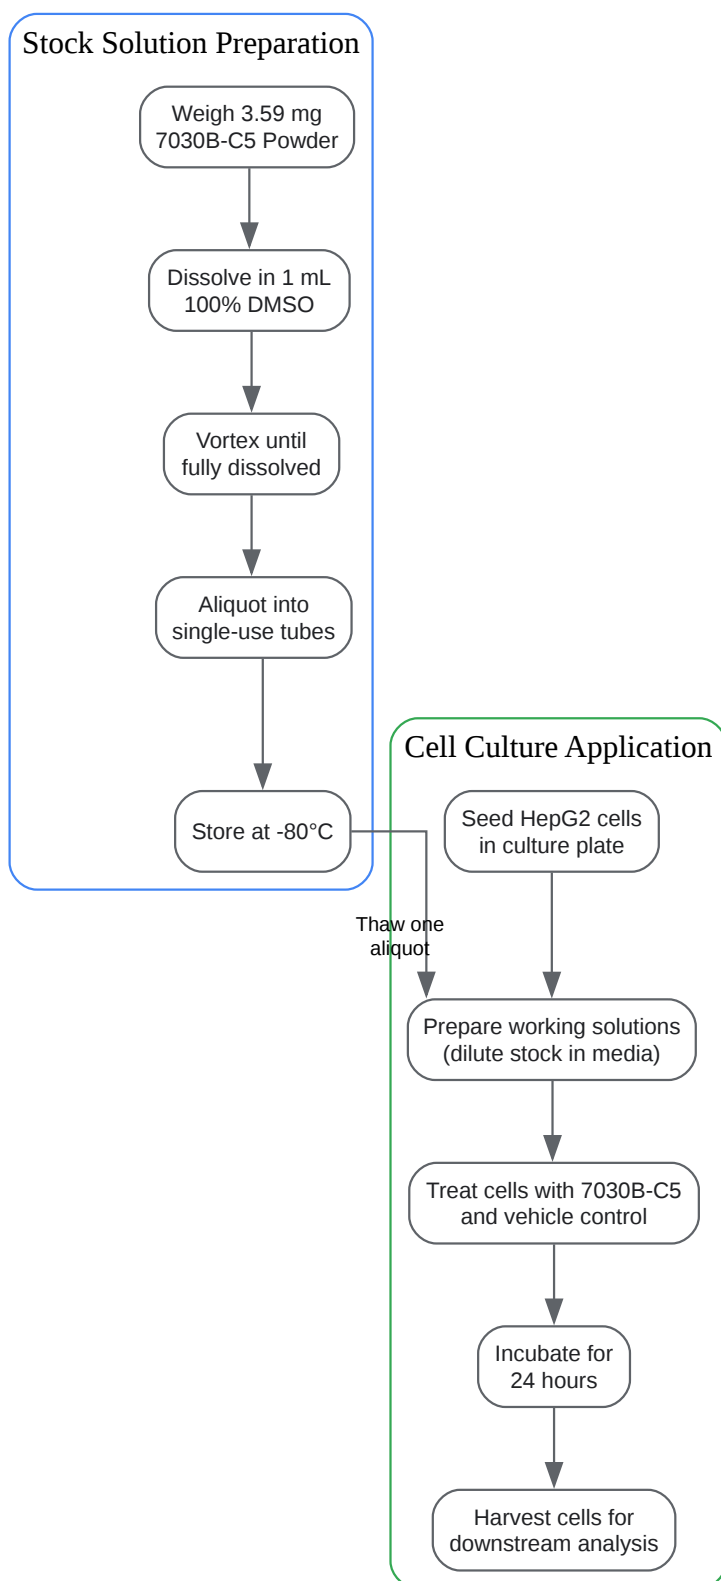 Stock Solution Preparation
Weigh 3.59 mg
7030B-C5 Powder
Dissolve in 1 mL
100% DMSO
Vortex until
fully dissolved
Aliquot into
single-use tubes
Store at -80°C
Thaw one
aliquot
Cell Culture Application
Seed HepG2 cells
in culture plate
Prepare working solutions
(dilute stock in media)
Treat cells with 7030B-C5
and vehicle control
Incubate for
24 hours
Harvest cells for
downstream analysis